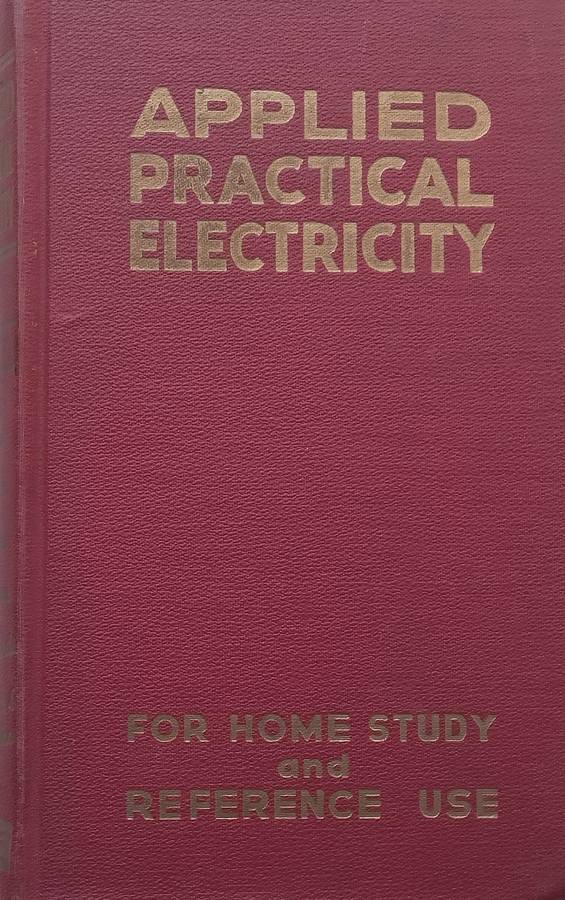 APPLIED
PRACTICAL
ELECTRICITY
FOR HOME STUDY
and
REFERENCE USE